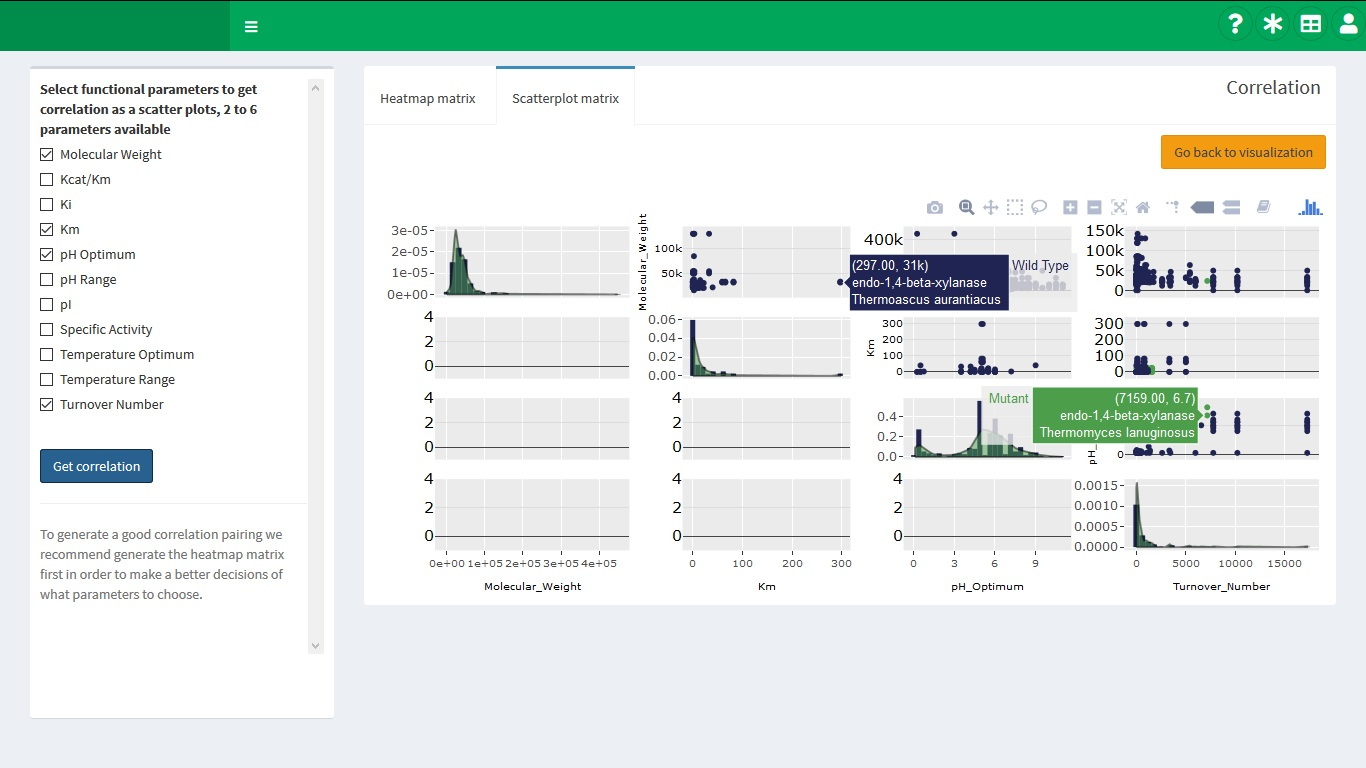 Select functional parameters to get
correlation as a scatter plots, 2 to 6
parameters available
Molecular Weight
Kcat/Km
Ki
Km
pH Optimum
pH Range
pI
Specific Activity
Temperature Optimum
Temperature Range
Turnover Number
Get correlation
To generate a good correlation pairing we
recommend generate the heatmap matrix
first in order to make a better decisions of
what parameters to choose.
Heatmap matrix
Scatterplot matrix
Correlation
Go back to visualization
3e-05
2e-05
1e-05
0e+00
Molecular_Weight
100k
50k
400k
(297.00, 31k)
endo-1,4-beta-xylanase
Thermoascus aurantiacus
Wild Type
150k
100k
50k
0
4
2
0
0.06
0.04
0.02
0.00
Km
300
200
100
0
300
200
100
0
4
2
0
4
2
0
0.4
0.2
0.0
Mutant
(7159.00, 6.7)
endo-1,4-beta-xylanase
Thermomyces lanuginosus
pH_
0
4
2
0
4
2
0
4
2
0
0.0015
0.0010
0.0005
0.0000
0e+00 1e+05 2e+05 3e+05 4e+05
0 100 200 300
0 3 6 9
0 5000 10000 15000
Molecular_Weight
Km
pH_Optimum
Turnover_Number